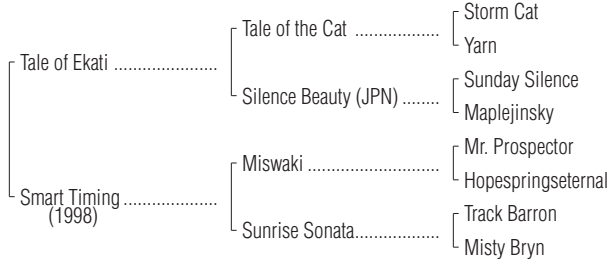 Storm Cat
Tale of the Cat ..................
Yarn
Tale of Ekati ......................
Sunday Silence
Silence Beauty (JPN) ........
Maplejinsky
Mr. Prospector
Miswaki ............................
Hopespringseternal
Smart Timing ....................
(1998)
Track Barron
Sunrise Sonata..................
Misty Bryn